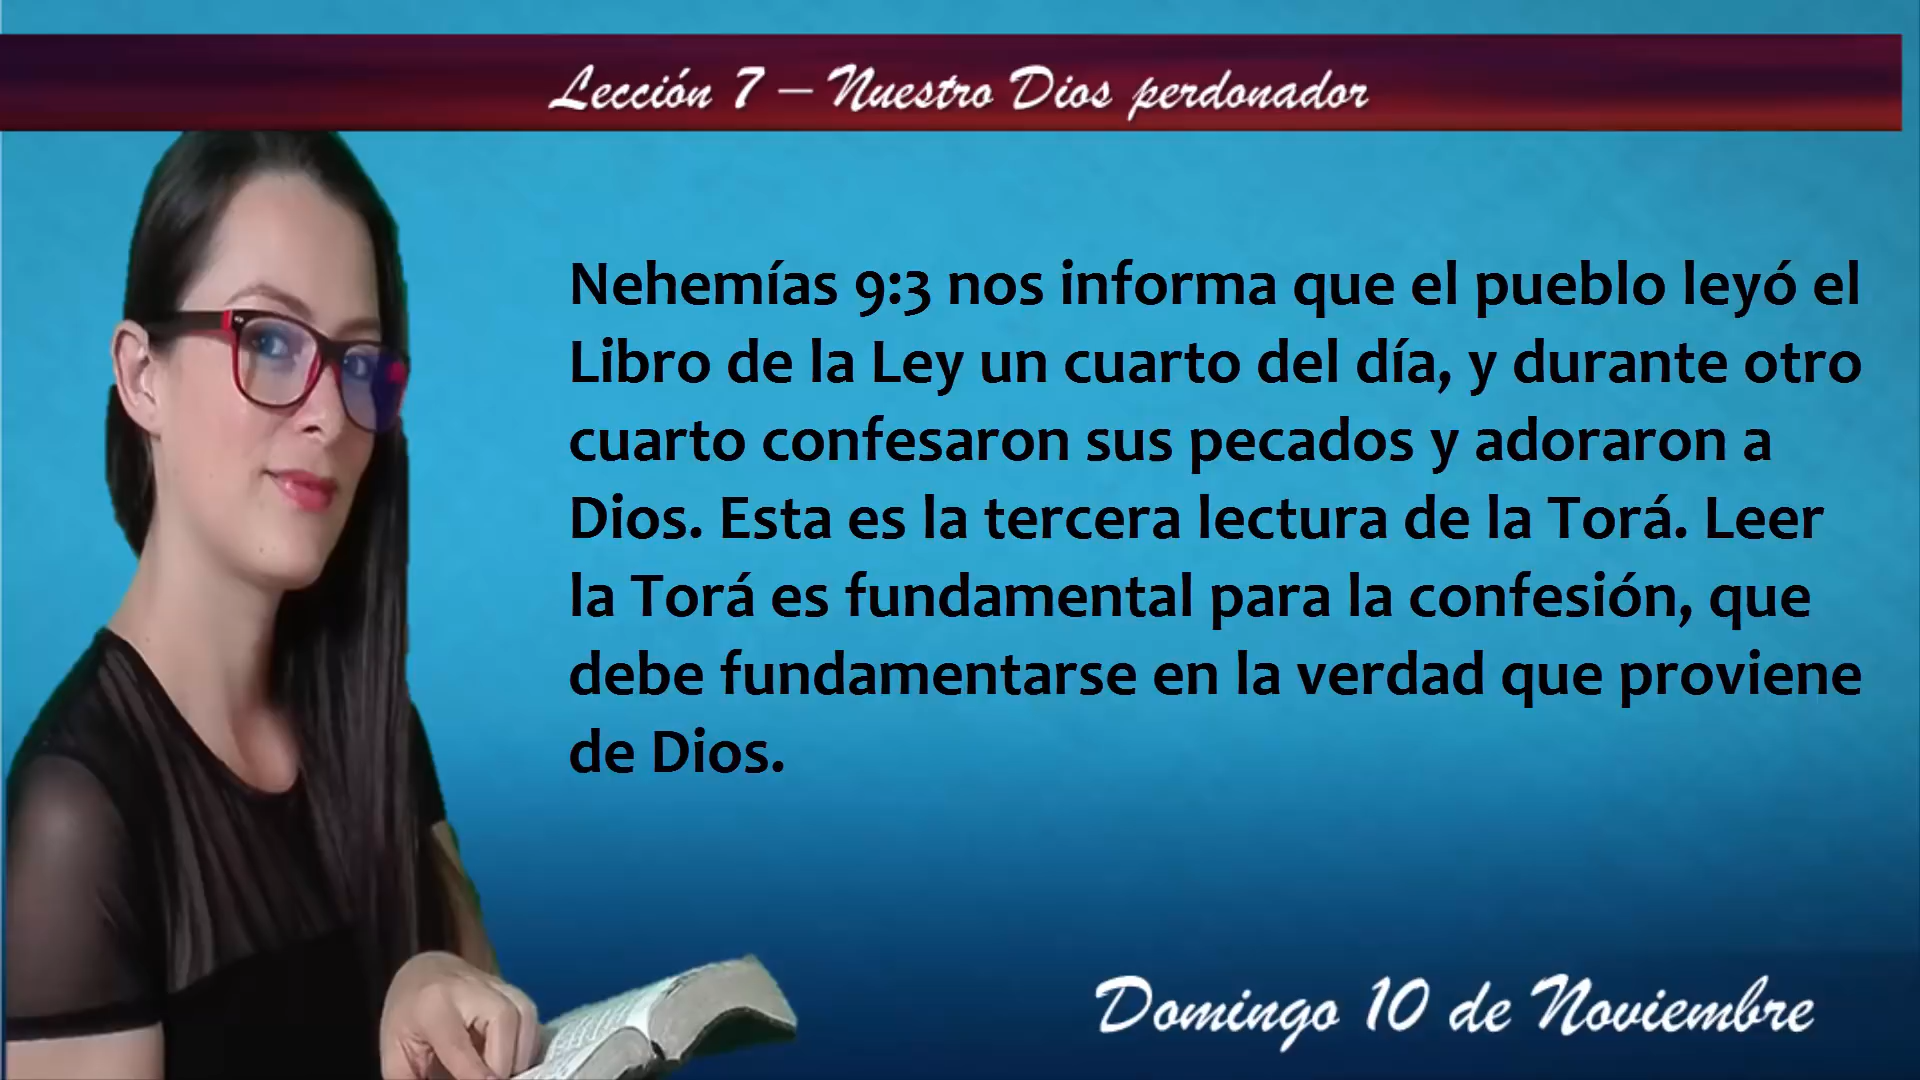 Lección 7 – Nuestro Dios perdonador
Nehemías 9:3 nos informa que el pueblo leyó el
Libro de la Ley un cuarto del día, y durante otro
cuarto confesaron sus pecados y adoraron a
Dios. Esta es la tercera lectura de la Torá. Leer
la Torá es fundamental para la confesión, que
debe fundamentarse en la verdad que proviene
de Dios.
Domingo 10 de Noviembre